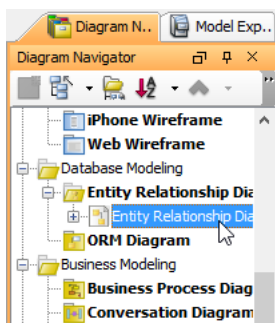 Diagram N.. Model Exp..
Diagram Navigator
iPhone Wireframe
Web Wireframe
Database Modeling
Entity Relationship Dia
Entity Relationship Dia
ORM Diagram
Business Modeling
Business Process Diag
Conversation Diagram